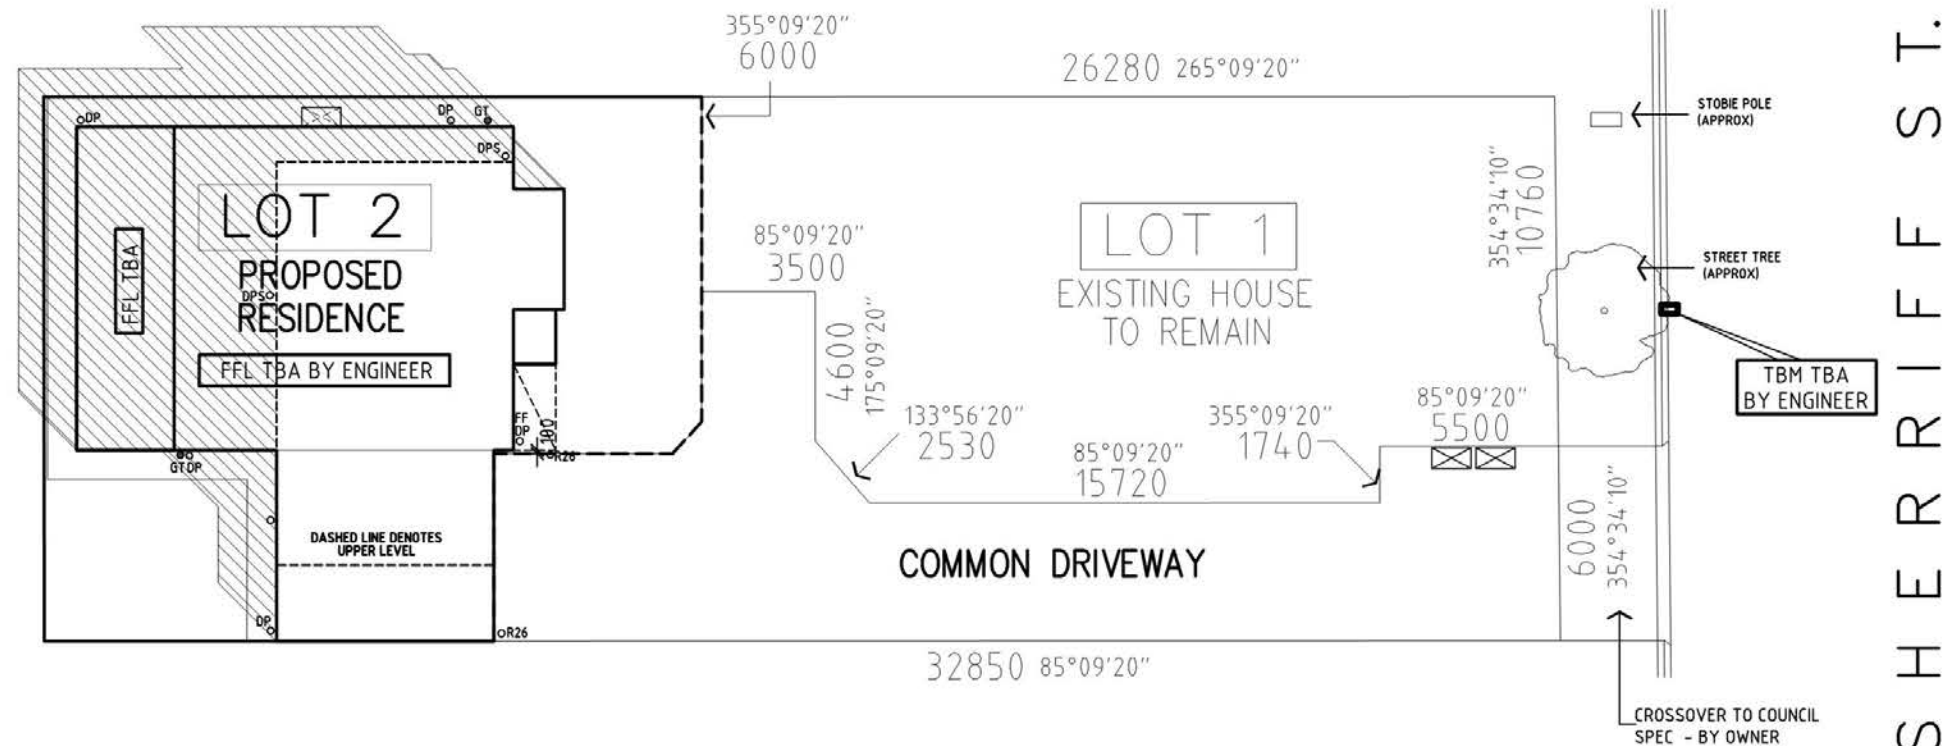 355°09'20"
6000
26280 265°09'20"
STOBIE POLE
(APPROX)
DP
DP
GT
DPS
LOT 2
PROPOSED
DPS
RESIDENCE
FFL TBA
FFL TBA BY ENGINEER
85°09'20"
3500
4600
175°09'20"
LOT 1
EXISTING HOUSE
TO REMAIN
354°34'10"
10760
STREET TREE
(APPROX)
TBM TBA
BY ENGINEER
133°56'20"
2530
355°09'20"
1740
85°09'20"
5500
85°09'20"
15720
FF
DP
100
R26
GT DP
DASHED LINE DENOTES
UPPER LEVEL
COMMON DRIVEWAY
6000
354°34'10"
DP
R26
32850 85°09'20"
CROSSOVER TO COUNCIL
SPEC - BY OWNER
SHERRIFF ST.